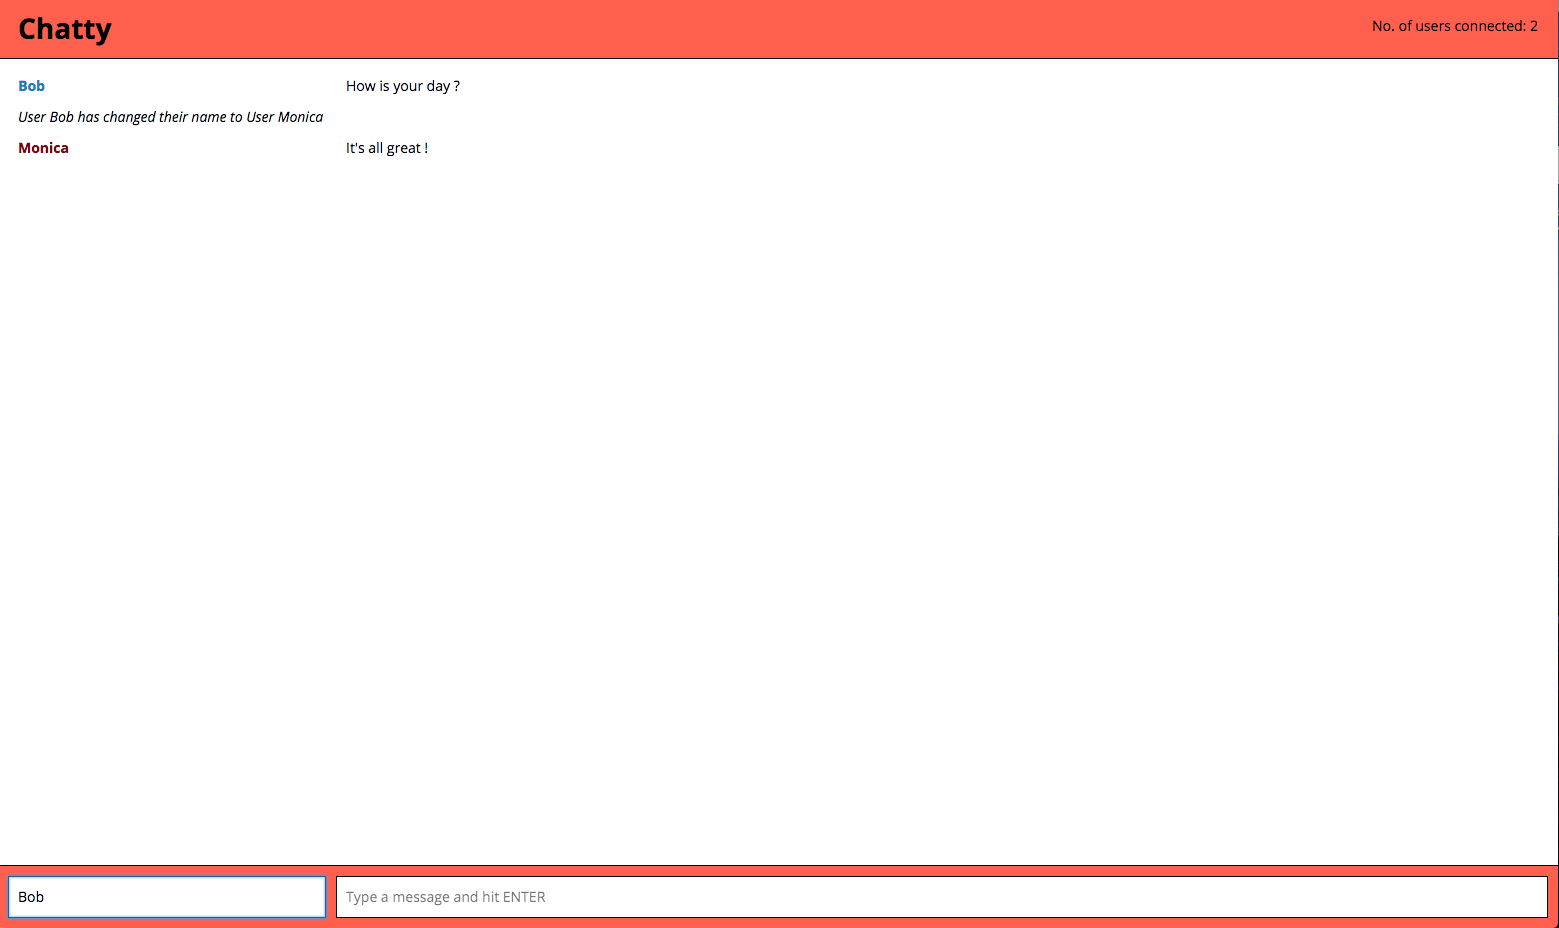 Chatty
No. of users connected: 2
Bob How is your day ?
User Bob has changed their name to User Monica
Monica It's all great !
Bob Type a message and hit ENTER